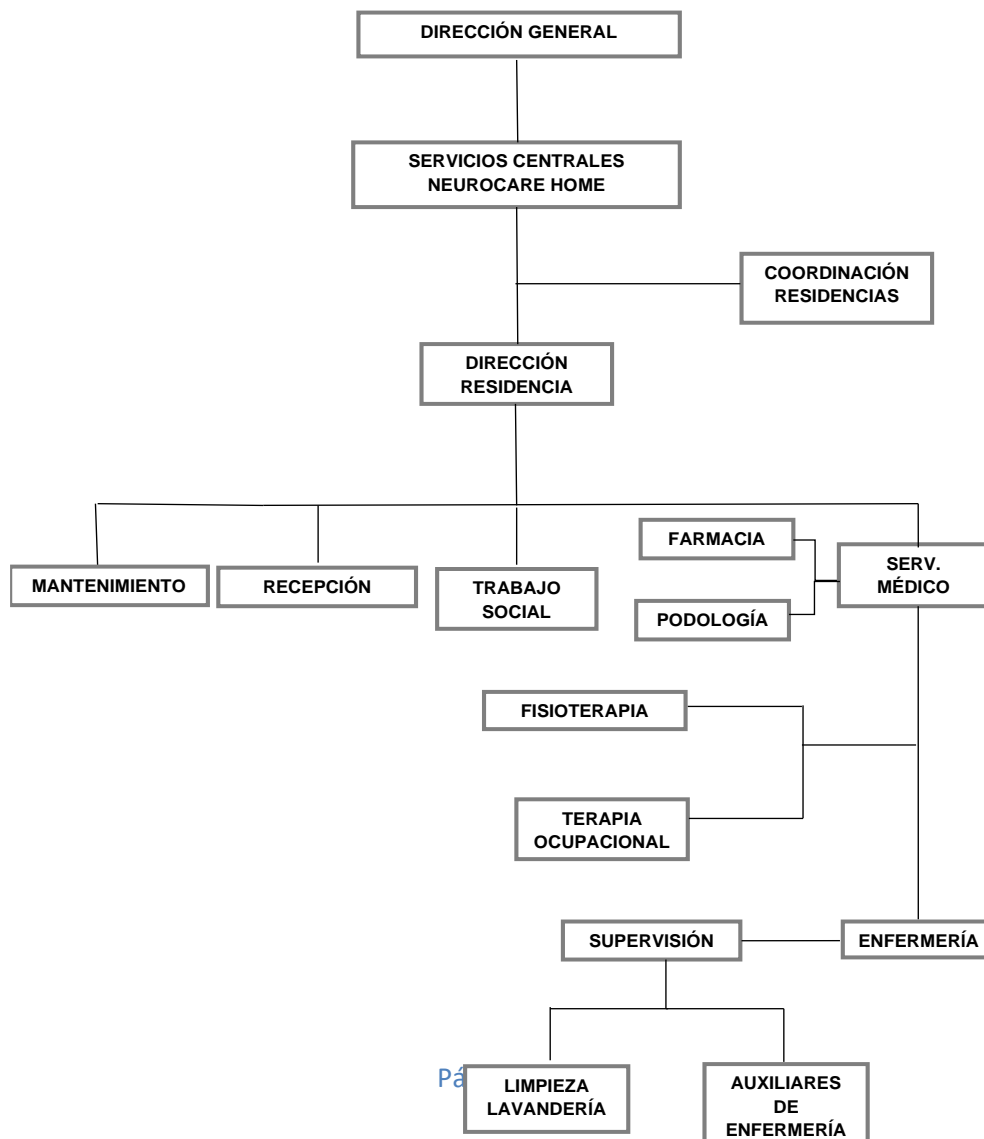 DIRECCIÓN GENERAL
SERVICIOS CENTRALES
NEUROCARE HOME
COORDINACIÓN
RESIDENCIAS
DIRECCIÓN
RESIDENCIA
MANTENIMIENTO
RECEPCIÓN
TRABAJO
SOCIAL
FARMACIA
PODOLOGÍA
SERV.
MÉDICO
FISIOTERAPIA
TERAPIA
OCUPACIONAL
SUPERVISIÓN
ENFERMERÍA
LIMPIEZA
LAVANDERÍA
AUXILIARES
DE
ENFERMERÍA